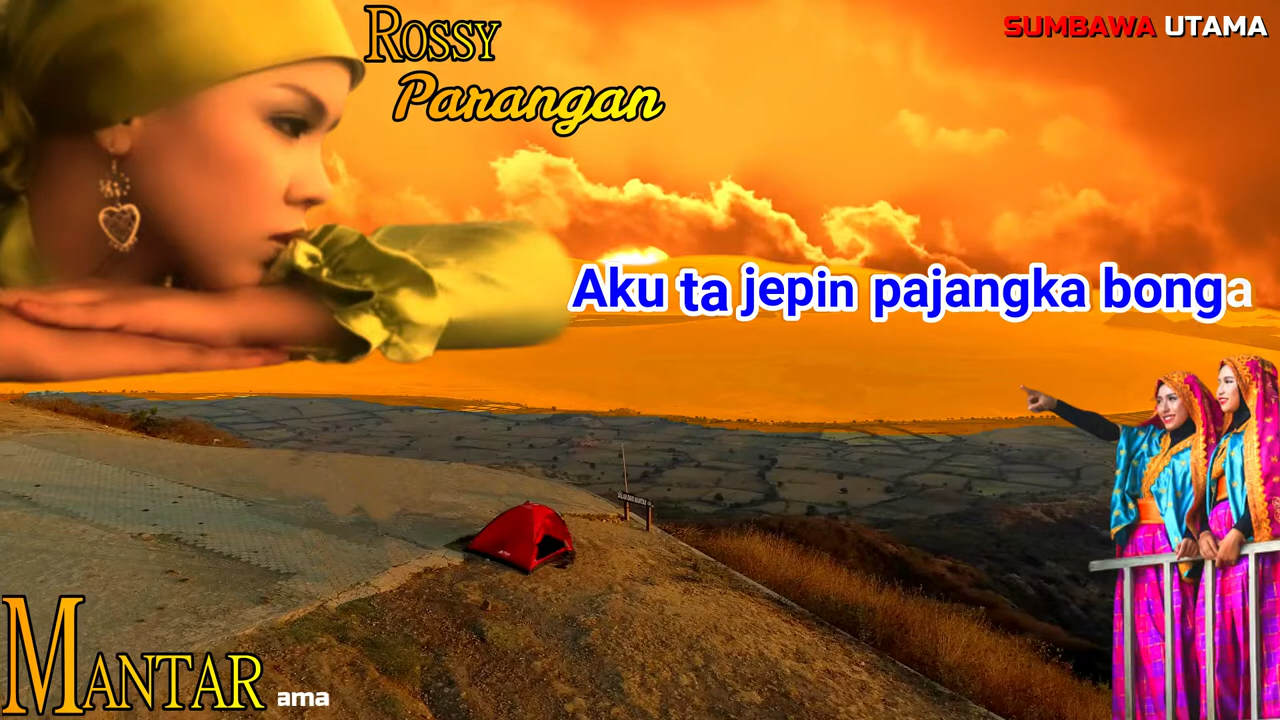 Rossy
Parangan
SUMBAWA UTAMA
Aku ta jepin pajangka bonga
MANTAR ama